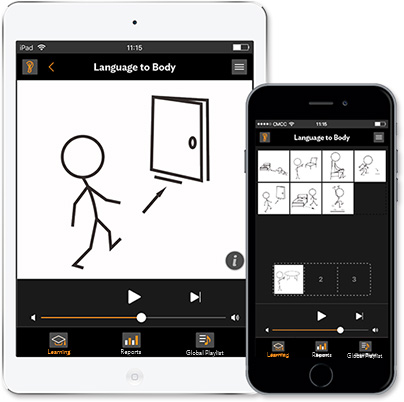 iPad
11:15
Language to Body
Learning
Reports
Global Playlist
CMCC
11:15
Language to Body
2
3
Learning
Reports
Global Playlist